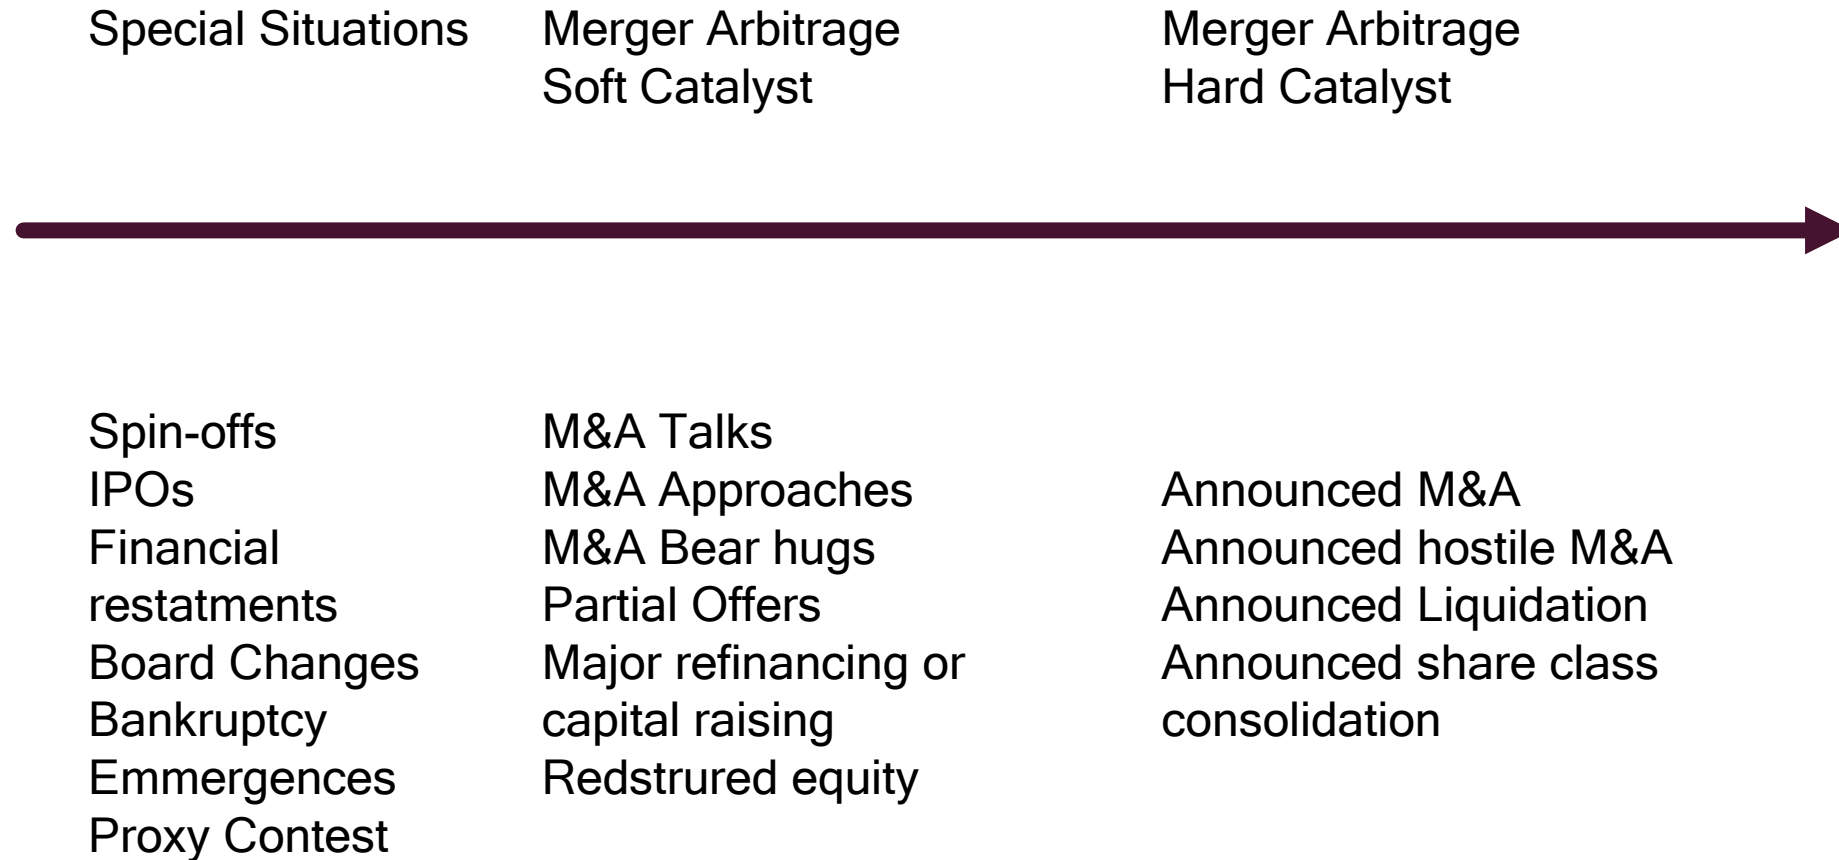 Special Situations
Merger Arbitrage
Soft Catalyst
Merger Arbitrage
Hard Catalyst
Spin-offs
IPOs
Financial
restatments
Board Changes
Bankruptcy
Emmergences
Proxy Contest
M&A Talks
M&A Approaches
M&A Bear hugs
Partial Offers
Major refinancing or
capital raising
Redstrured equity
Announced M&A
Announced hostile M&A
Announced Liquidation
Announced share class
consolidation